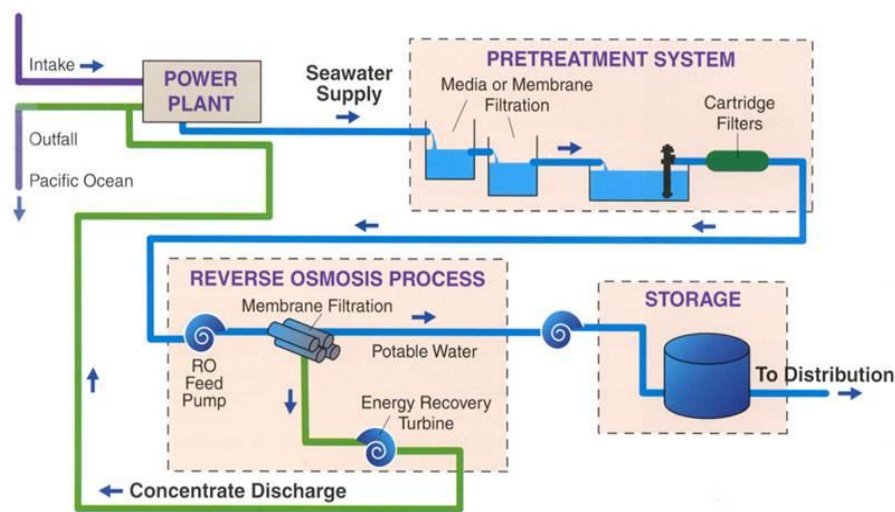 Intake
POWER
PLANT
Outfall
Pacific Ocean
Seawater
Supply
PRETREATMENT SYSTEM
Media or Membrane
Filtration
Cartridge
Filters
REVERSE OSMOSIS PROCESS
Membrane Filtration
RO
Feed
Pump
Potable Water
Energy Recovery
Turbine
STORAGE
To Distribution
Concentrate Discharge